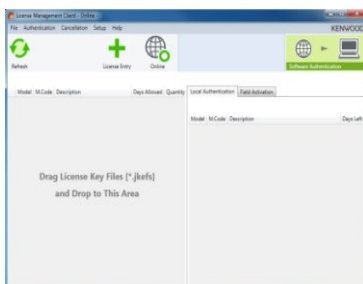 License Management Client - Online
File Authentication Cancellation Setup Help
KENWOOD
Refresh
License Entry
Online
Software Authentication
Model M.Code Description Days Allowed Quantity
Local Authentication Field Activation
Model M.Code Description Days Left
Drag License Key Files [*.jkefs]
and Drop to This Area